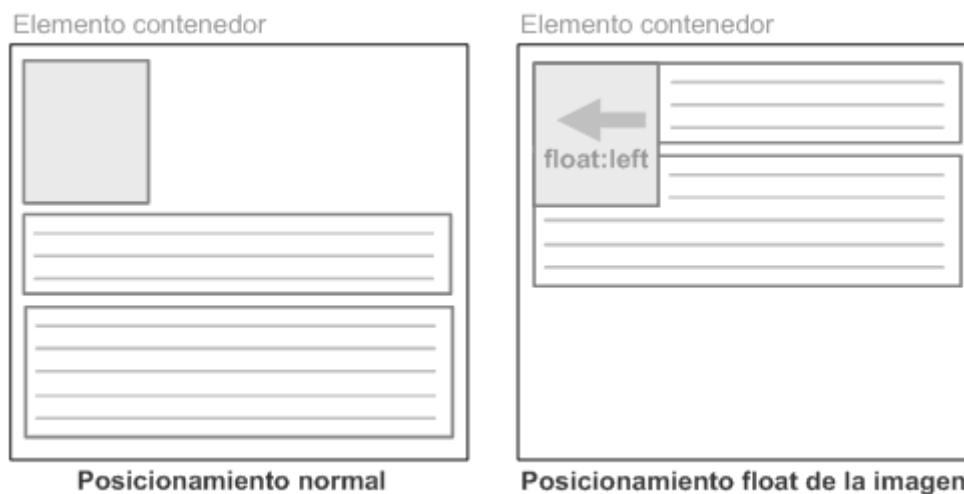 Elemento contenedor
Elemento contenedor
float:left
Posicionamiento normal
Posicionamiento float de la imagen